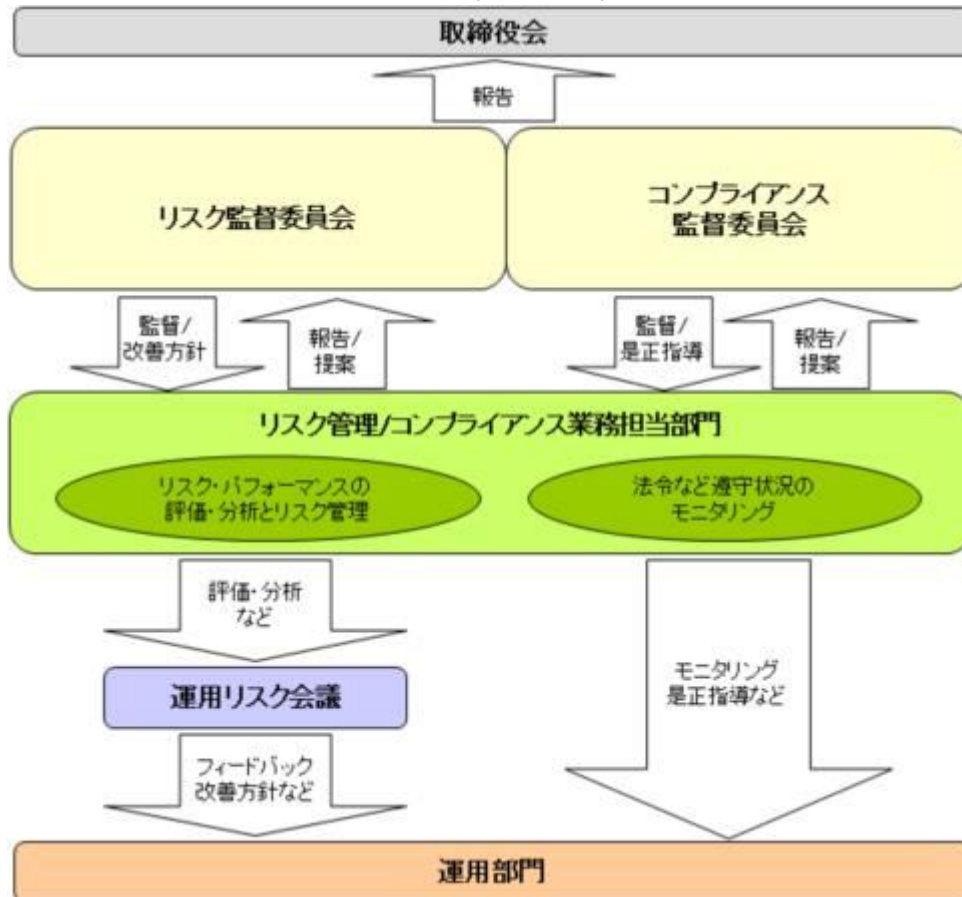 取締役会
報告
リスク監督委員会
コンプライアンス
監督委員会
監督/
改善方針
報告/
提案
監督/
是正指導
報告/
提案
リスク管理/コンプライアンス業務担当部門
リスク・パフォーマンスの
評価・分析とリスク管理
法令など遵守状況の
モニタリング
評価・分析
など
運用リスク会議
フィードバック
改善方針など
モニタリング
是正指導など
運用部門